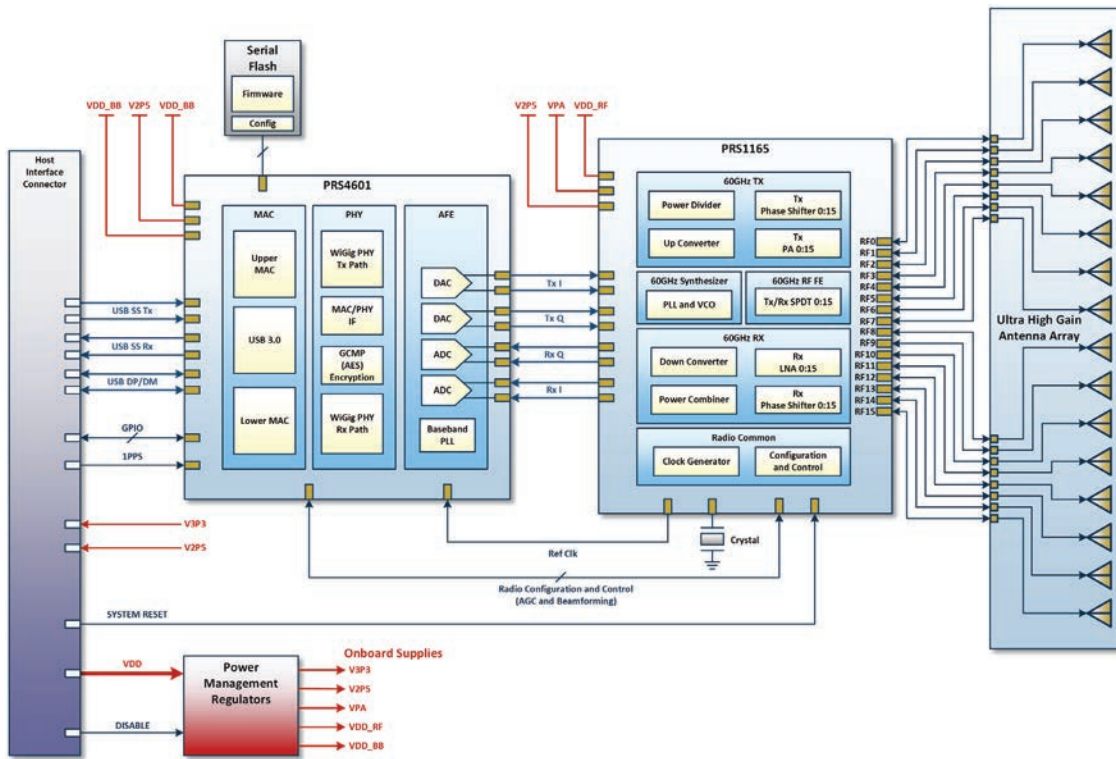 Serial
Flash
Firmware
Config
VDD_BB
V2P5
VDD_BB
V2P5
VPA
VDD_RF
Host
Interface
Connector
PRS4601
MAC
Upper
MAC
USB 3.0
Lower MAC
PHY
WiGig PHY
Tx Path
MAC/PHY
IF
GCMP
(AES)
Encryption
WiGig PHY
Rx Path
AFE
DAC
DAC
ADC
ADC
Baseband
PLL
USB SS Tx
USB SS Rx
USB DP/DM
GPIO
1PPS
V3P3
V2P5
SYSTEM RESET
VDD
DISABLE
Tx I
Tx Q
Rx Q
Rx I
PRS1165
60GHz TX
Power Divider
Tx
Phase Shifter 0:15
Up Converter
Tx
PA 0:15
60GHz Synthesizer
PLL and VCO
60GHz RF FE
Tx/Rx SPDT 0:15
60GHz RX
Down Converter
Rx
LNA 0:15
Power Combiner
Rx
Phase Shifter 0:15
Radio Common
Clock Generator
Configuration
and Control
RF0
RF1
RF2
RF3
RF4
RF5
RF6
RF7
RF8
RF9
RF10
RF11
RF12
RF13
RF14
RF15
Ultra High Gain
Antenna Array
Ref Clk
Crystal
Radio Configuration and Control
(AGC and Beamforming)
Power
Management
Regulators
Onboard Supplies
V3P3
V2P5
VPA
VDD_RF
VDD_BB